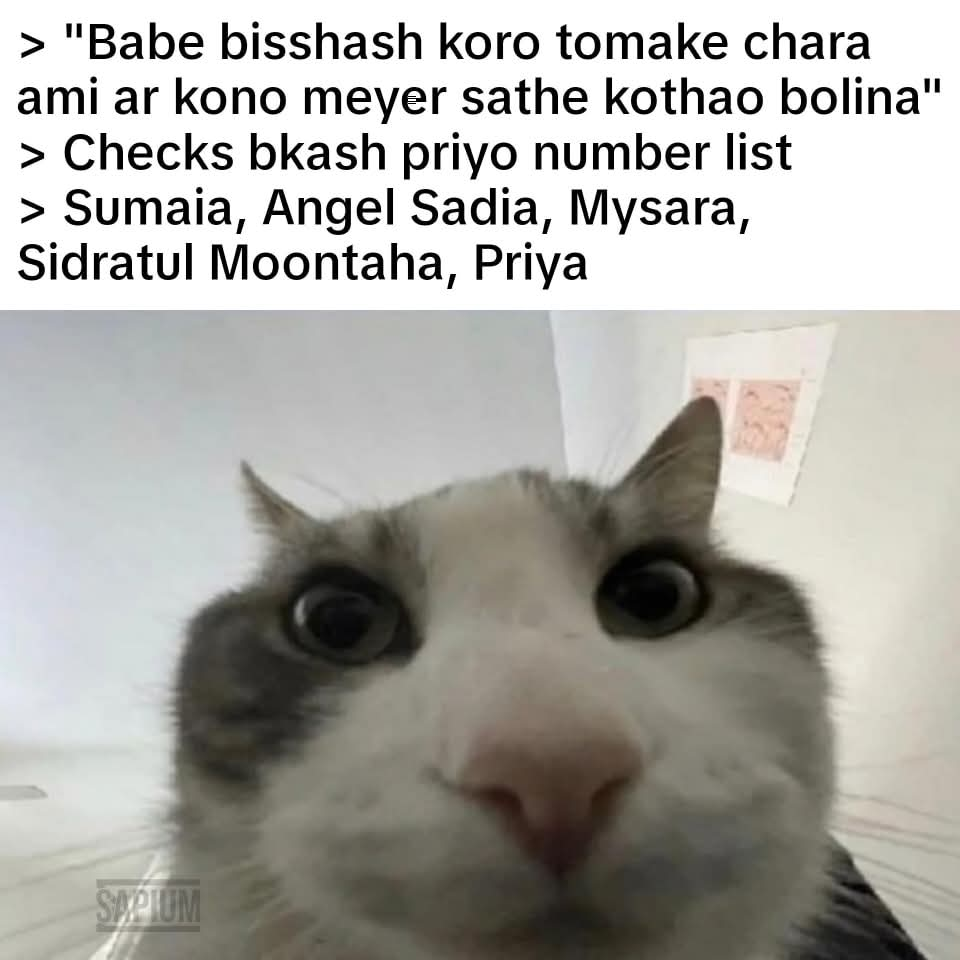 > "Babe bisshash koro tomake chara
ami ar kono meyer sathe kothao bolina"
> Checks bkash priyo number list
> Sumaia, Angel Sadia, Mysara,
Sidratul Moontaha, Priya
SAPIUM